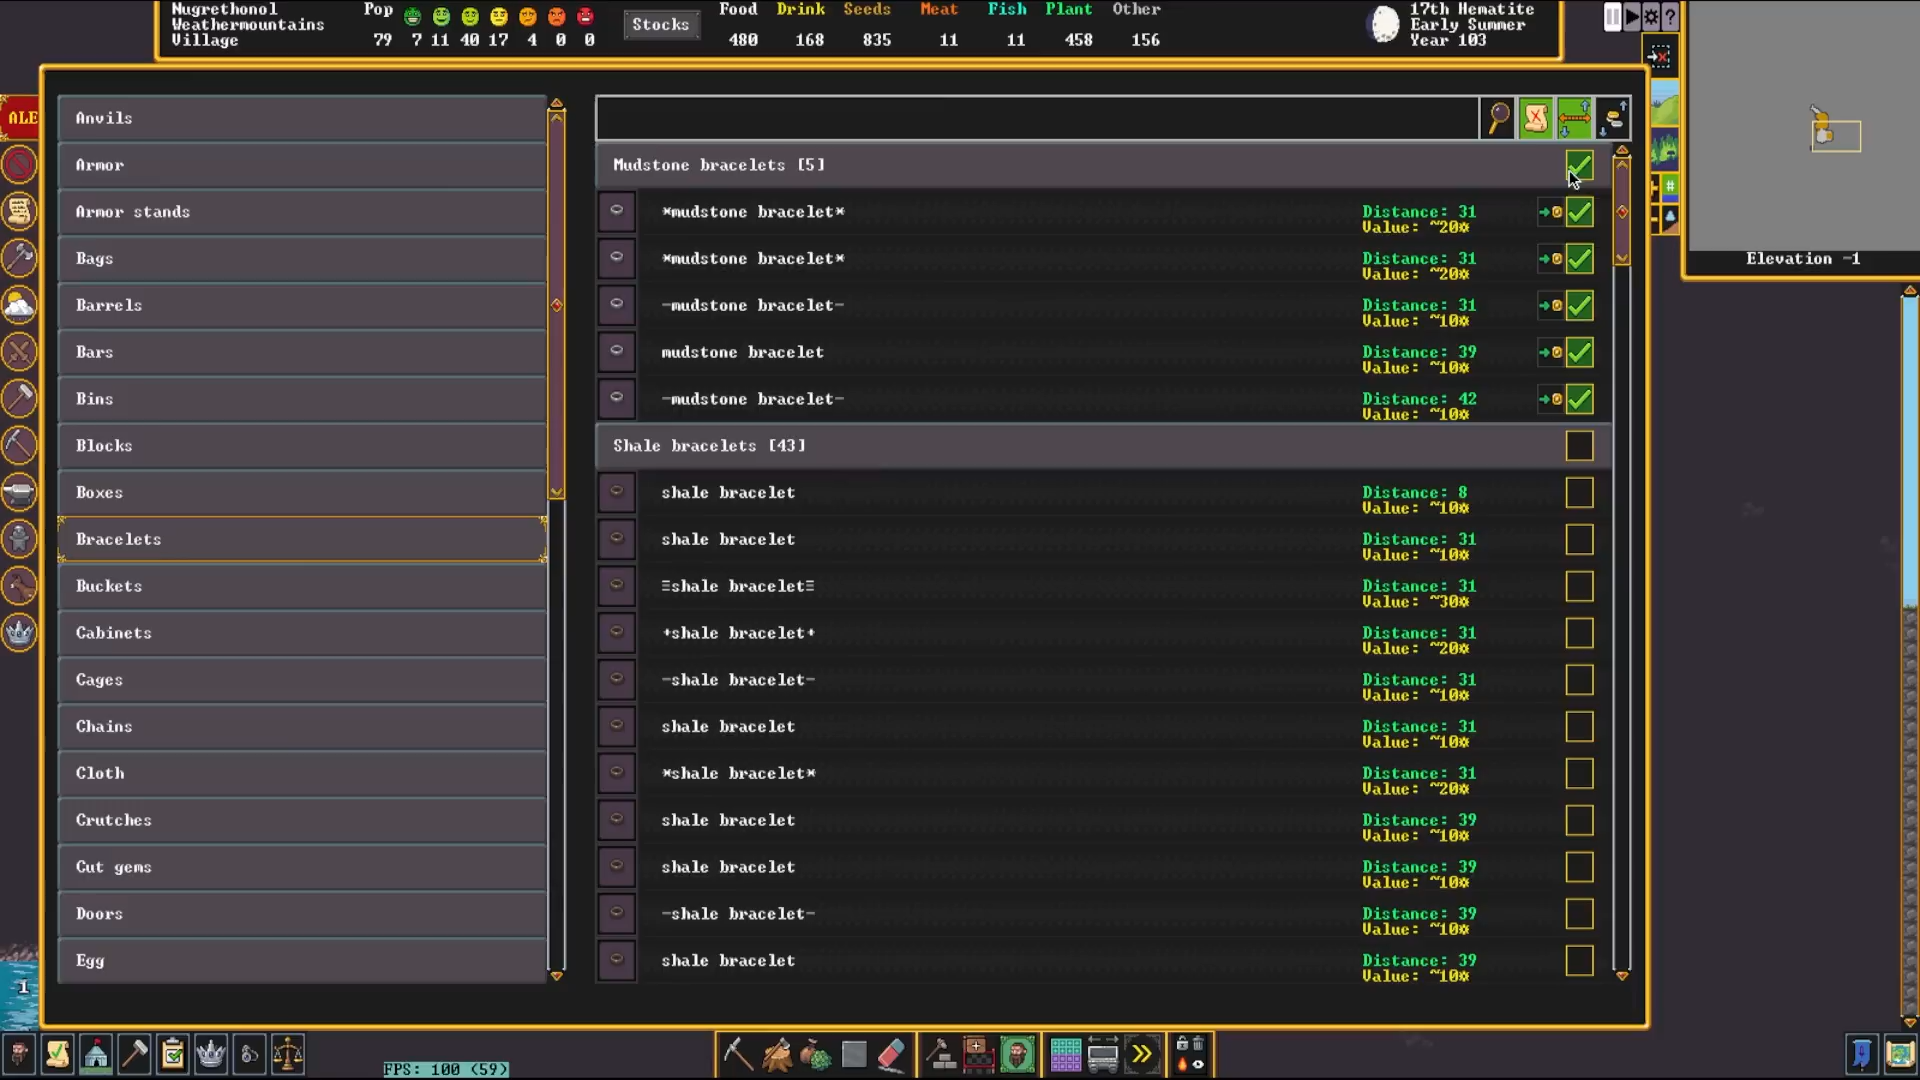 Nugrethonol
Weathermountains
Village
Pop
79 7 11 40 17 4 0 0
Stocks
Food Drink Seeds Meat Fish Plant Other
480 168 835 11 11 458 156
17th Hematite
Early Summer
Year 103
?
ALE
Anvils
Armor
Armor stands
Bags
Barrels
Bars
Bins
Blocks
Boxes
Bracelets
Buckets
Cabinets
Cages
Chains
Cloth
Crutches
Cut gems
Doors
Egg
Mudstone bracelets [5]
*mudstone bracelet* Distance: 31
Value: ~20☼
*mudstone bracelet* Distance: 31
Value: ~20☼
-mudstone bracelet- Distance: 31
Value: ~10☼
mudstone bracelet Distance: 39
Value: ~10☼
-mudstone bracelet- Distance: 42
Value: ~10☼
Shale bracelets [43]
shale bracelet Distance: 8
Value: ~10☼
shale bracelet Distance: 31
Value: ~10☼
≡shale bracelet≡ Distance: 31
Value: ~30☼
+shale bracelet+ Distance: 31
Value: ~20☼
-shale bracelet- Distance: 31
Value: ~10☼
shale bracelet Distance: 31
Value: ~10☼
*shale bracelet* Distance: 31
Value: ~20☼
shale bracelet Distance: 39
Value: ~10☼
shale bracelet Distance: 39
Value: ~10☼
-shale bracelet- Distance: 39
Value: ~10☼
shale bracelet Distance: 39
Value: ~10☼
Elevation -1
#
1
FPS: 100 (59)